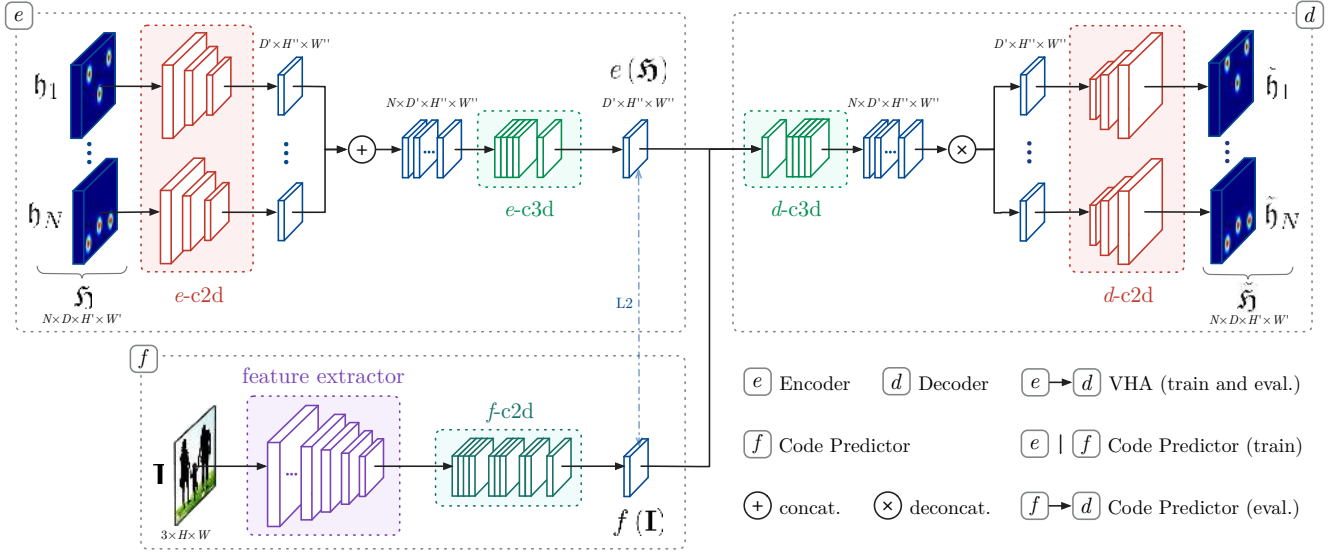 e
d
D'×H''×W''
D'×H''×W''
𝔥1
e(ℌ)
𝔥̃1
N×D'×H''×W''
D'×H''×W''
N×D'×H''×W''
...
...
+
×
e-c3d
d-c3d
𝔥N
𝔥̃N
e-c2d
d-c2d
ℌ
ℌ̃
N×D×H'×W'
N×D×H'×W'
L2
f
feature extractor
f-c2d
...
I
3×H×W
f(I)
e Encoder
d Decoder
e → d VHA (train and eval.)
f Code Predictor
e | f Code Predictor (train)
+ concat.
× deconcat.
f → d Code Predictor (eval.)